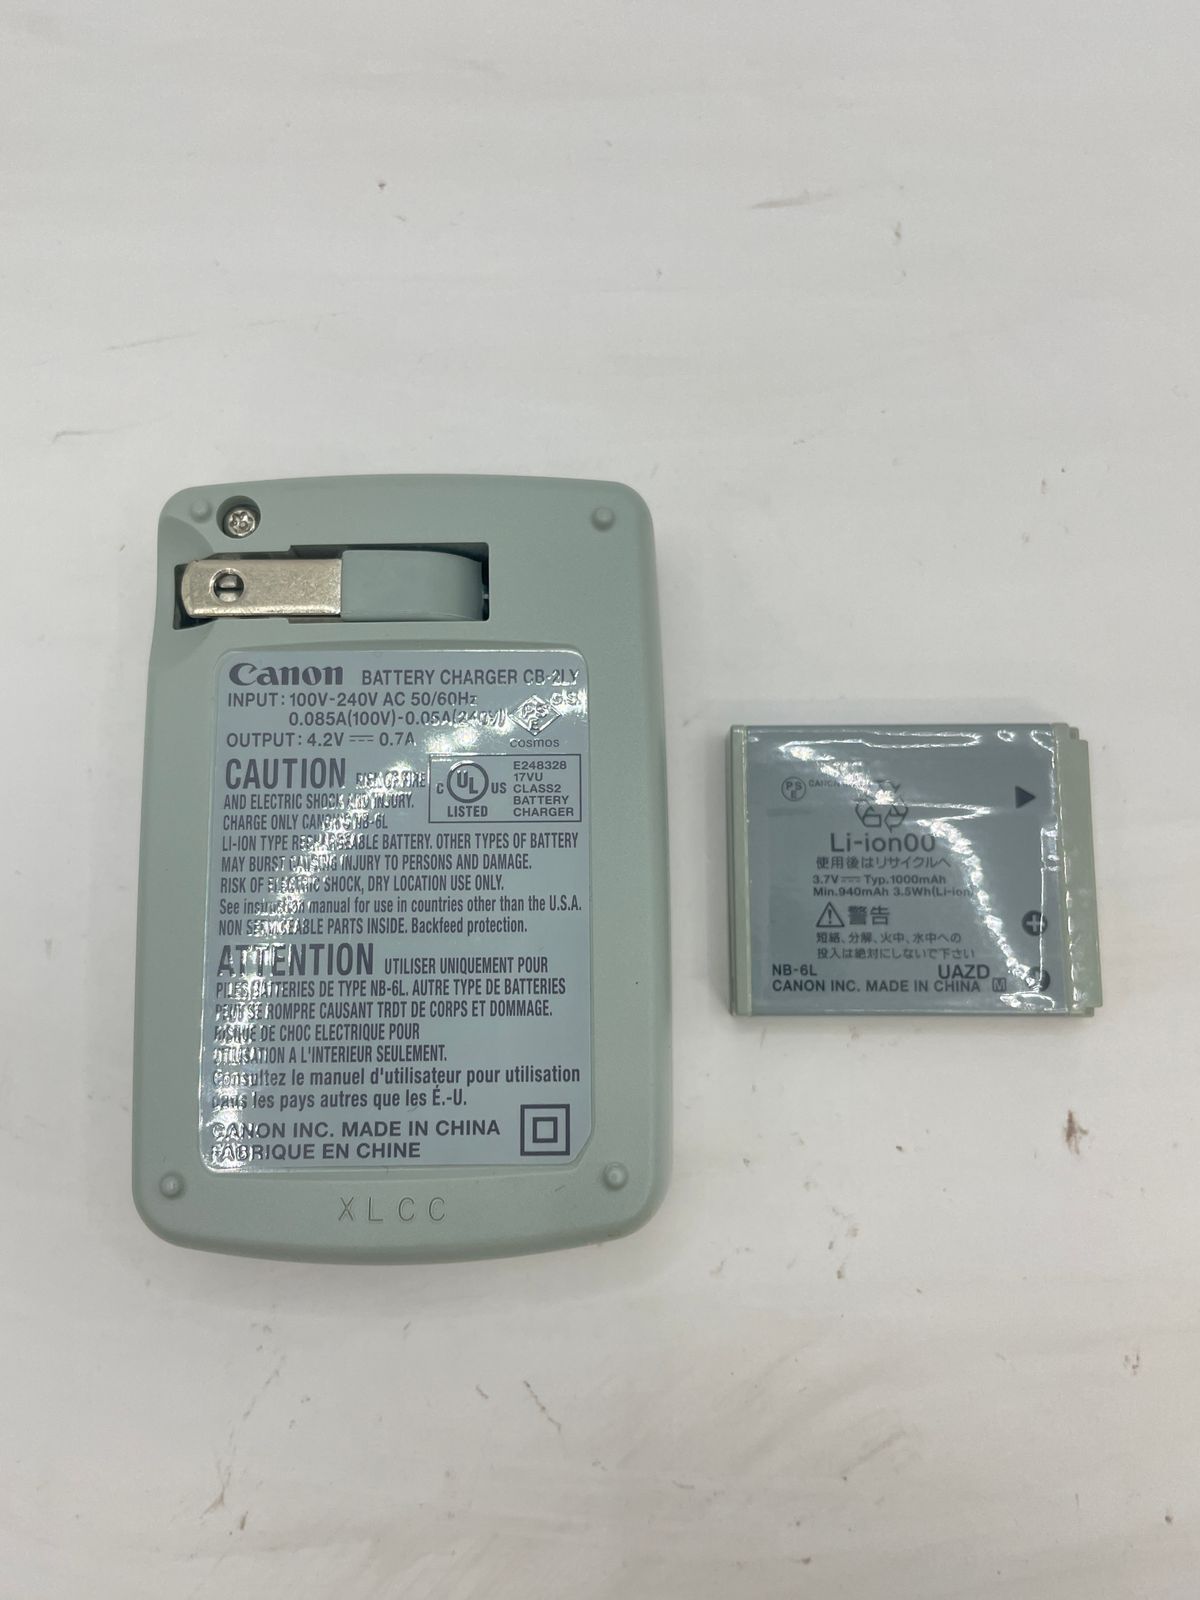 Canon BATTERY CHARGER CB-2LY
INPUT: 100V-240V AC 50/60Hz
0.085A(100V)-0.05A(240V)
OUTPUT: 4.2V 0.7A
PS
E
COSMOS
CAUTION RISK OF FIRE
AND ELECTRIC SHOCK AND INJURY.
CHARGE ONLY CANON NB-6L
C UL US
LISTED
E248328
17VU
CLASS2
BATTERY
CHARGER
LI-ION TYPE RECHARGEABLE BATTERY. OTHER TYPES OF BATTERY
MAY BURST CAUSING INJURY TO PERSONS AND DAMAGE.
RISK OF ELECTRIC SHOCK, DRY LOCATION USE ONLY.
See instruction manual for use in countries other than the U.S.A.
NON SERVICEABLE PARTS INSIDE. Backfeed protection.
ATTENTION UTILISER UNIQUEMENT POUR
PILES/BATTERIES DE TYPE NB-6L. AUTRE TYPE DE BATTERIES
PEUT SE ROMPRE CAUSANT TRDT DE CORPS ET DOMMAGE.
RISQUE DE CHOC ELECTRIQUE POUR
UTILISATION A L'INTERIEUR SEULEMENT.
Consultez le manuel d'utilisateur pour utilisation
dans les pays autres que les É.-U.
CANON INC. MADE IN CHINA
FABRIQUE EN CHINE
XLCC
PS
E
CANON
Li-ion00
使用後はリサイクルへ
3.7V Typ.1000mAh
Min.940mAh 3.5Wh(Li-ion)
警告
短絡、分解、火中、水中への
投入は絶対にしないで下さい
NB-6L UAZD
CANON INC. MADE IN CHINA M